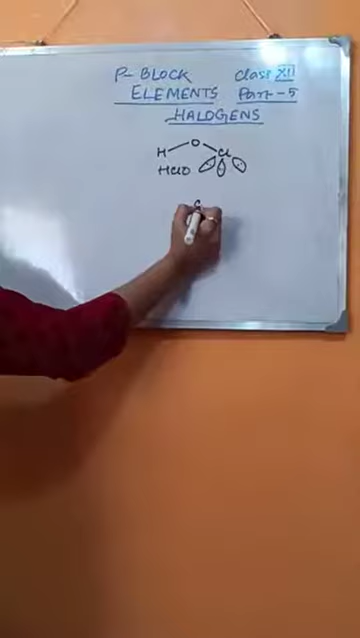 P-BLOCK Class XII
ELEMENTS Part-5
HALOGENS
O
H Cl
HClO